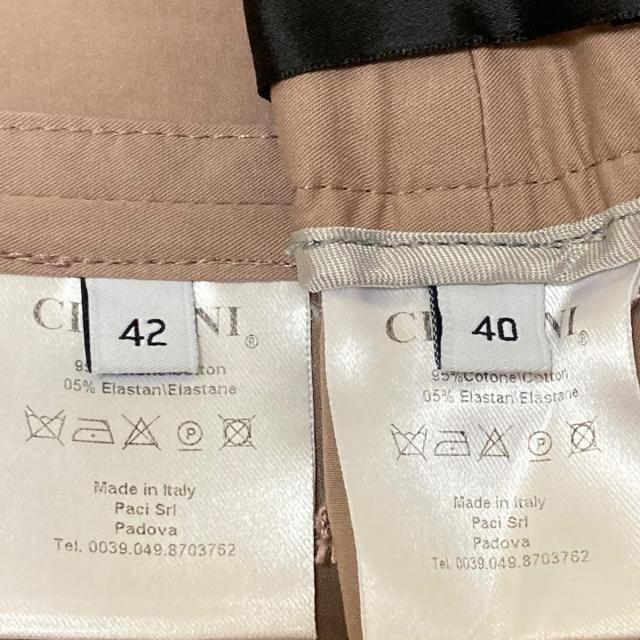 42
05% Elastan\Elastane
P
Made in Italy
Paci Srl
Padova
Tel. 0039.049.8703762
40
95%Cotone\Cotton
05% Elastan\Elastane
P
Made in Italy
Paci Srl
Padova
Tel. 0039.049.8703762